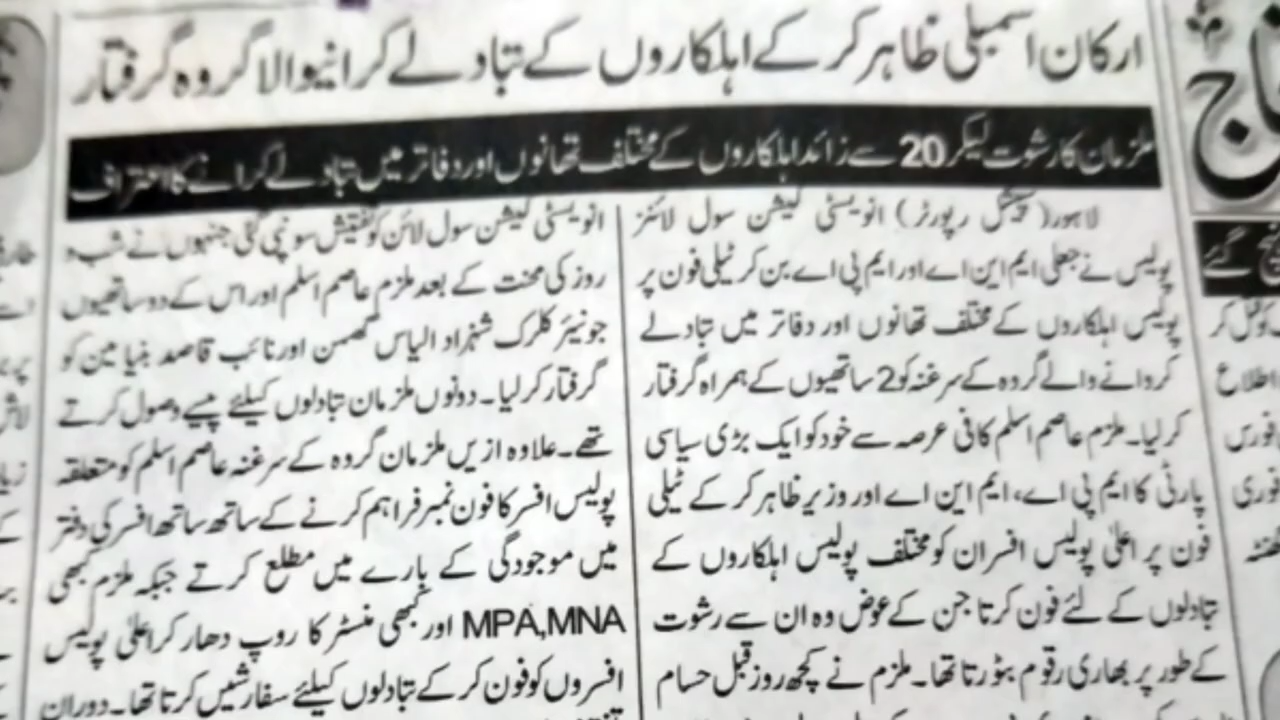 ارکان اسمبلی ظاہر کر کے اہلکاروں کے تبادلے کرانیوالا گروہ گرفتار
ملزمان کا رشوت لیکر 20 سے زائد اہلکاروں کے مختلف تھانوں اور دفاتر میں تبادلے کرانے کا اعتراف
لاہور (کرائم رپورٹر) انویسٹی گیشن سول لائنز
پولیس نے جعلی ایم این اے اور ایم پی اے بن کر ٹیلی فون پر
پولیس اہلکاروں کے مختلف تھانوں اور دفاتر میں تبادلے
کروانے والے گروہ کے سرغنہ کو 2 ساتھیوں کے ہمراہ گرفتار
کر لیا۔ ملزم عاصم اسلم کافی عرصہ سے خود کو ایک بڑی سیاسی
پارٹی کا ایم پی اے، ایم این اے اور وزیر ظاہر کر کے ٹیلی
فون پر اعلیٰ پولیس افسران کو مختلف پولیس اہلکاروں کے
تبادلوں کے لئے فون کرتا جن کے عوض وہ ان سے رشوت
کے طور پر بھاری رقوم بٹورتا تھا۔ ملزم نے کچھ روز قبل حسام
انویسٹی گیشن سول لائن کو تفتیش سونپی گئی جنہوں نے شب و
روز کی محنت کے بعد ملزم عاصم اسلم اور اس کے دو ساتھیوں
جونیئر کلرک شہزاد الیاس گھمن اور نائب قاصد بنیامین کو
گرفتار کر لیا۔ دونوں ملزمان تبادلوں کیلئے پیسے وصول کرتے
تھے۔ علاوہ ازیں ملزمان گروہ کے سرغنہ عاصم اسلم کو متعلقہ
پولیس افسر کا فون نمبر فراہم کرنے کے ساتھ ساتھ افسر کی دفتر
میں موجودگی کے بارے میں مطلع کرتے جبکہ ملزم کبھی
MPA,MNA اور کبھی منسٹر کا روپ دھار کر اعلیٰ پولیس
افسروں کو فون کر کے تبادلوں کیلئے سفارشیں کرتا تھا۔ دوران